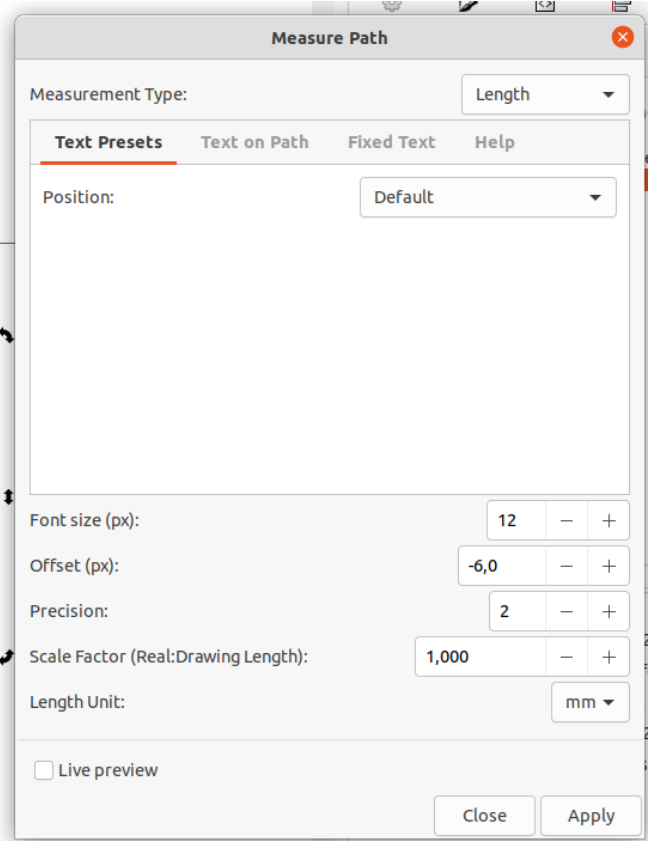 Measure Path
Measurement Type: Length
Text Presets Text on Path Fixed Text Help
Position: Default
Font size (px): 12 − +
Offset (px): -6,0 − +
Precision: 2 − +
Scale Factor (Real:Drawing Length): 1,000 − +
Length Unit: mm
Live preview
Close Apply